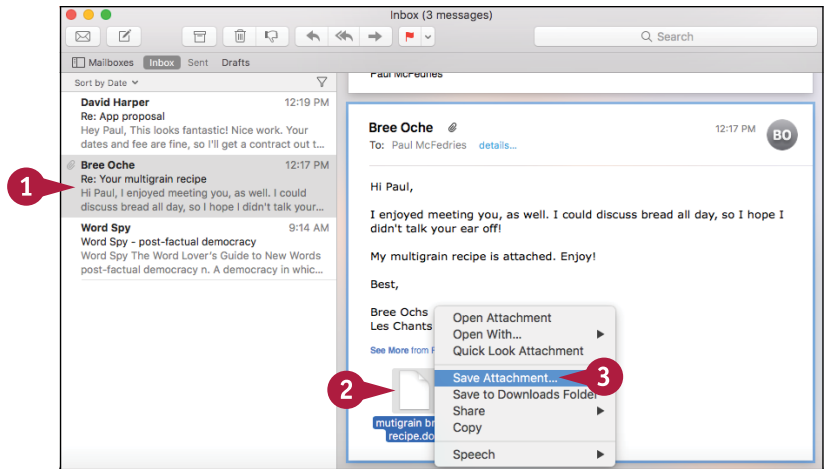 Inbox (3 messages)
Search
Mailboxes Inbox Sent Drafts
Sort by Date
David Harper 12:19 PM
Re: App proposal
Hey Paul, This looks fantastic! Nice work. Your
dates and fee are fine, so I'll get a contract out t...
Bree Oche 12:17 PM
Re: Your multigrain recipe
Hi Paul, I enjoyed meeting you, as well. I could
discuss bread all day, so I hope I didn't talk your...
Word Spy 9:14 AM
Word Spy - post-factual democracy
Word Spy The Word Lover's Guide to New Words
post-factual democracy n. A democracy in whic...
1
Paul McFedries
Bree Oche 12:17 PM BO
To: Paul McFedries details...
Hi Paul,
I enjoyed meeting you, as well. I could discuss bread all day, so I hope I
didn't talk your ear off!
My multigrain recipe is attached. Enjoy!
Best,
Bree Ochs
Les Chants
See More from
2
mutigrain br
recipe.do
Open Attachment
Open With...
Quick Look Attachment
Save Attachment... 3
Save to Downloads Folder
Share
Copy
Speech